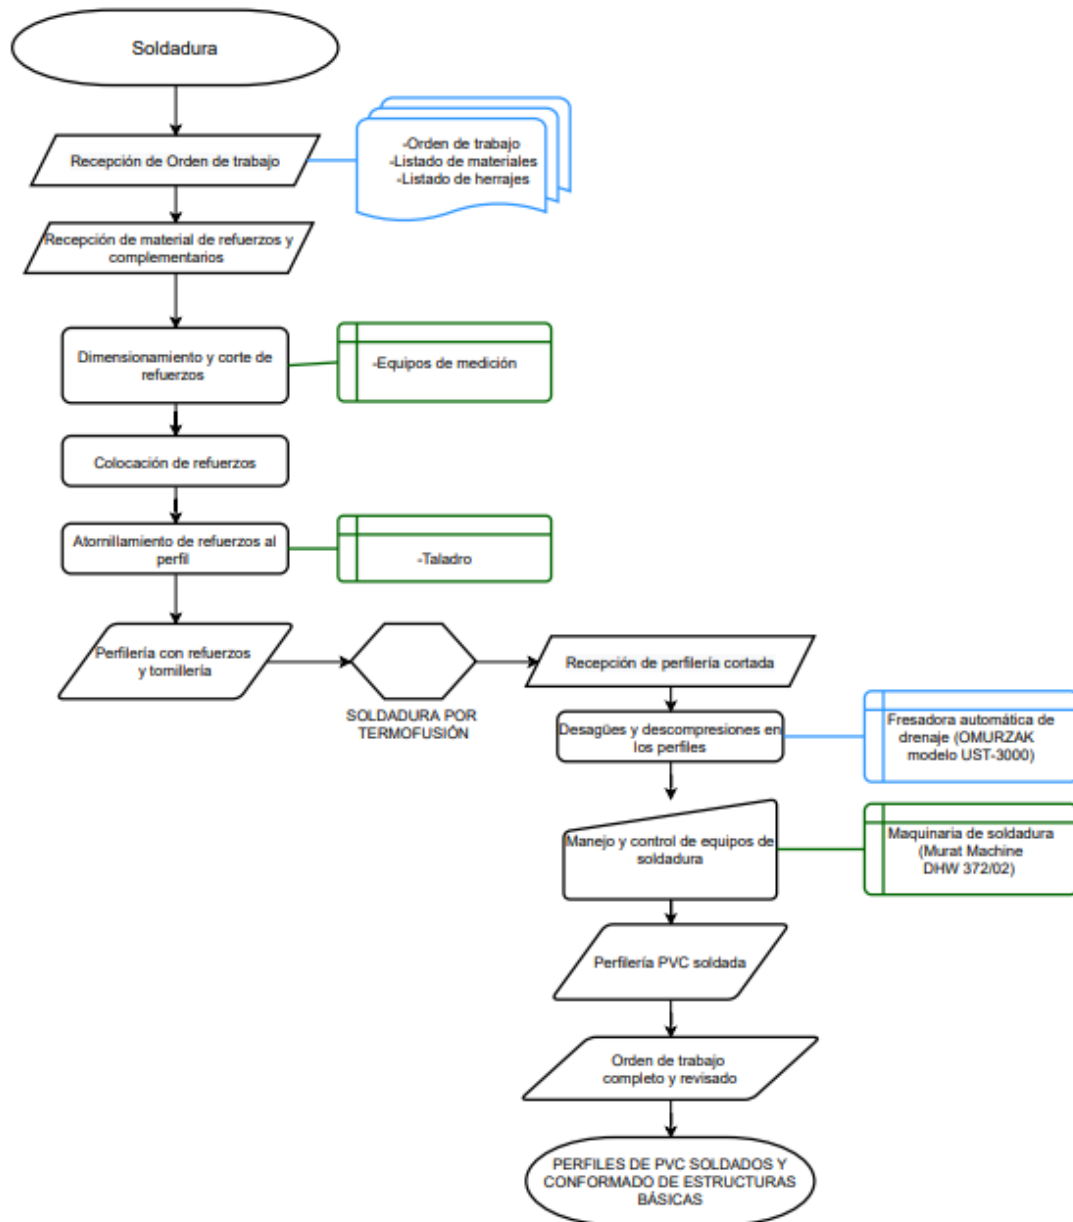 Soldadura
Recepción de Orden de trabajo
-Orden de trabajo
-Listado de materiales
-Listado de herrajes
Recepción de material de refuerzos y
complementarios
Dimensionamiento y corte de
refuerzos
-Equipos de medición
Colocación de refuerzos
Atornillamiento de refuerzos al
perfil
-Taladro
Perfilería con refuerzos
y tornillería
SOLDADURA POR
TERMOFUSIÓN
Recepción de perfilería cortada
Desagües y descompresiones en
los perfiles
Fresadora automática de
drenaje (OMURZAK
modelo UST-3000)
Manejo y control de equipos de
soldadura
Maquinaria de soldadura
(Murat Machine
DHW 372/02)
Perfilería PVC soldada
Orden de trabajo
completo y revisado
PERFILES DE PVC SOLDADOS Y
CONFORMADO DE ESTRUCTURAS
BÁSICAS